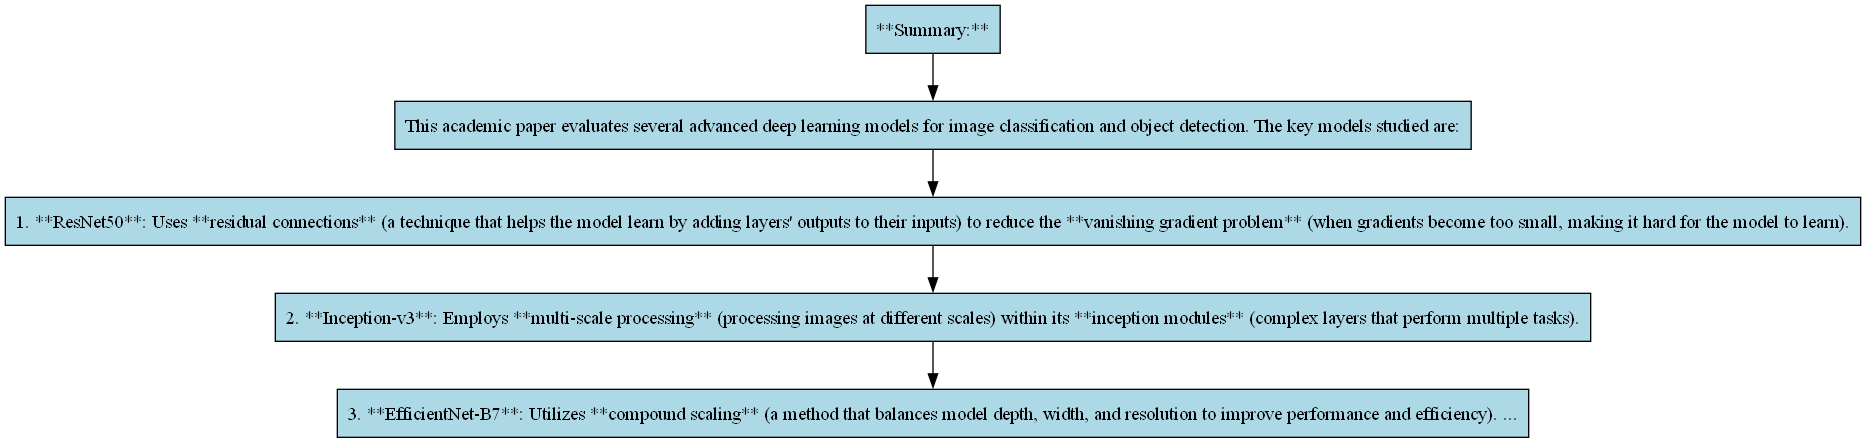 **Summary:**
This academic paper evaluates several advanced deep learning models for image classification and object detection. The key models studied are:
1. **ResNet50**: Uses **residual connections** (a technique that helps the model learn by adding layers' outputs to their inputs) to reduce the **vanishing gradient problem** (when gradients become too small, making it hard for the model to learn).
2. **Inception-v3**: Employs **multi-scale processing** (processing images at different scales) within its **inception modules** (complex layers that perform multiple tasks).
3. **EfficientNet-B7**: Utilizes **compound scaling** (a method that balances model depth, width, and resolution to improve performance and efficiency). ...